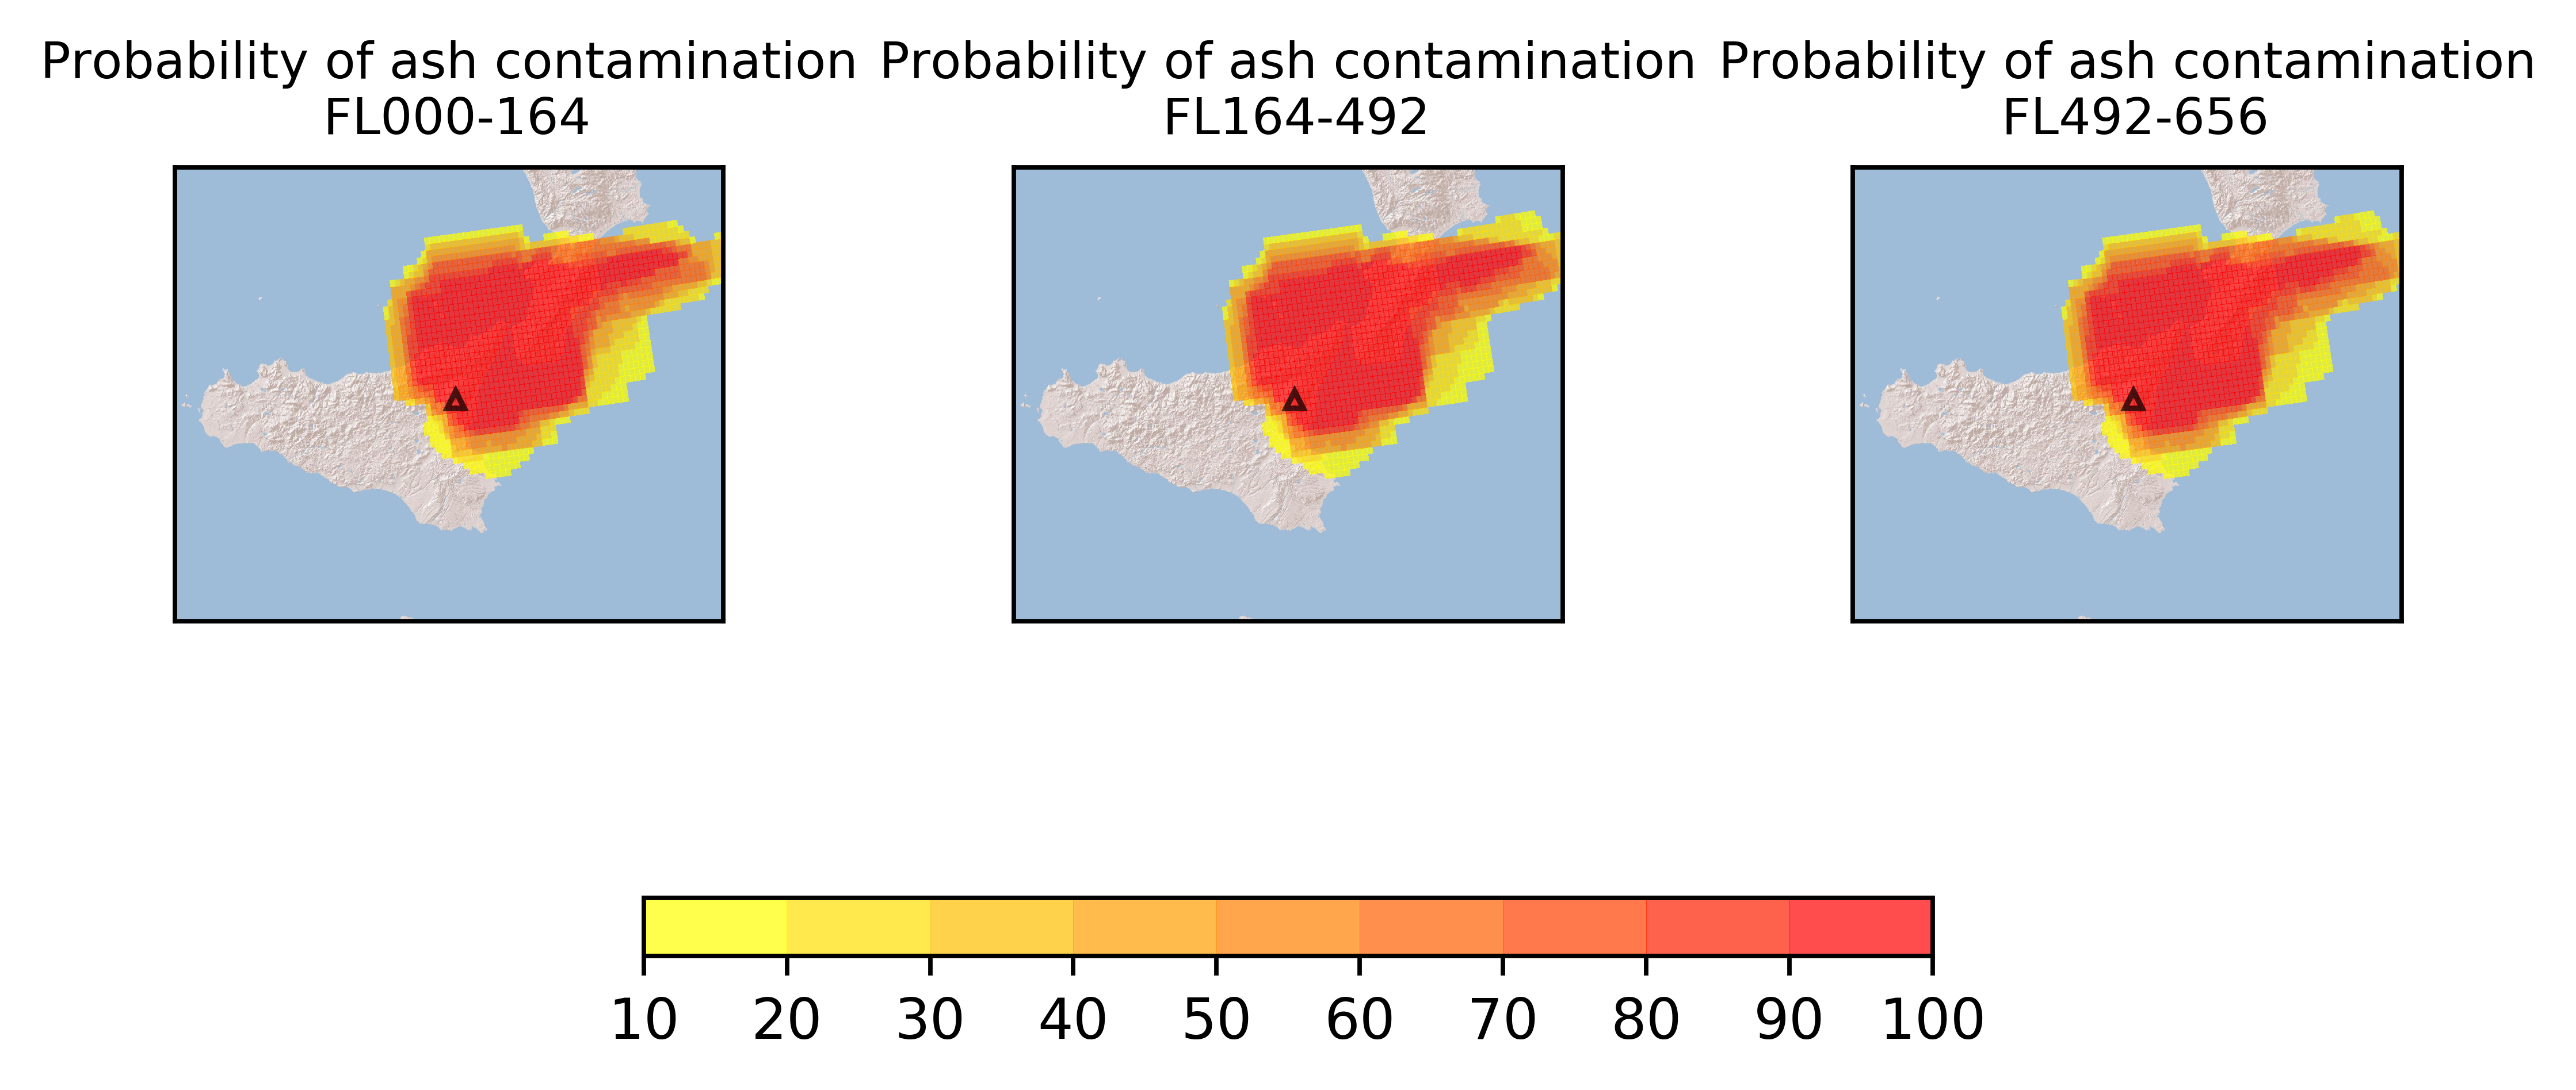 Probability of ash contamination
FL000-164
Probability of ash contamination
FL164-492
Probability of ash contamination
FL492-656
10 20 30 40 50 60 70 80 90 100